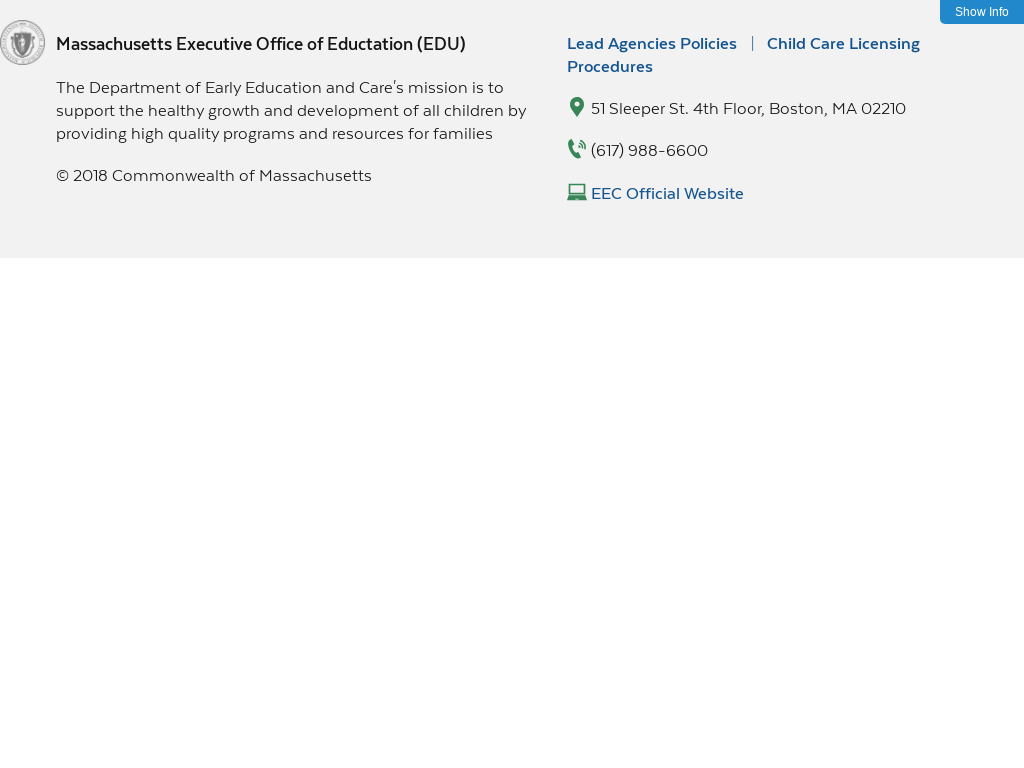 Show Info
Massachusetts Executive Office of Eductation (EDU)
The Department of Early Education and Care's mission is to
support the healthy growth and development of all children by
providing high quality programs and resources for families
© 2018 Commonwealth of Massachusetts
Lead Agencies Policies | Child Care Licensing
Procedures
51 Sleeper St. 4th Floor, Boston, MA 02210
(617) 988-6600
EEC Official Website